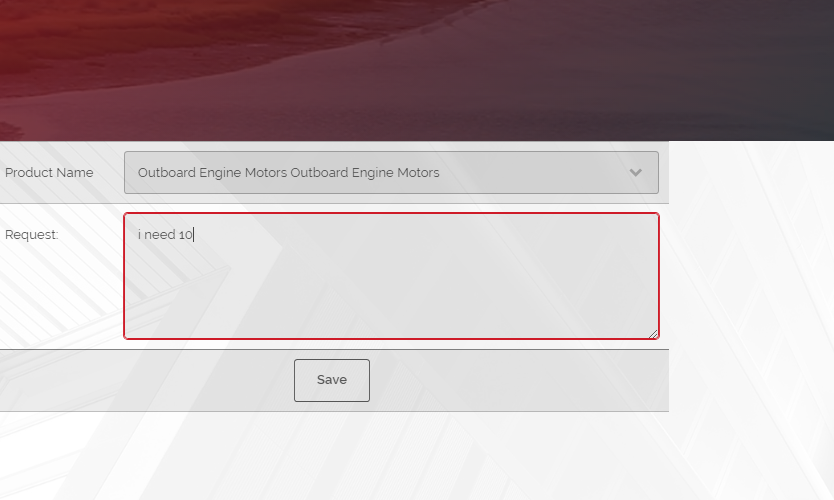 Product Name
Outboard Engine Motors Outboard Engine Motors
Request:
i need 10
Save